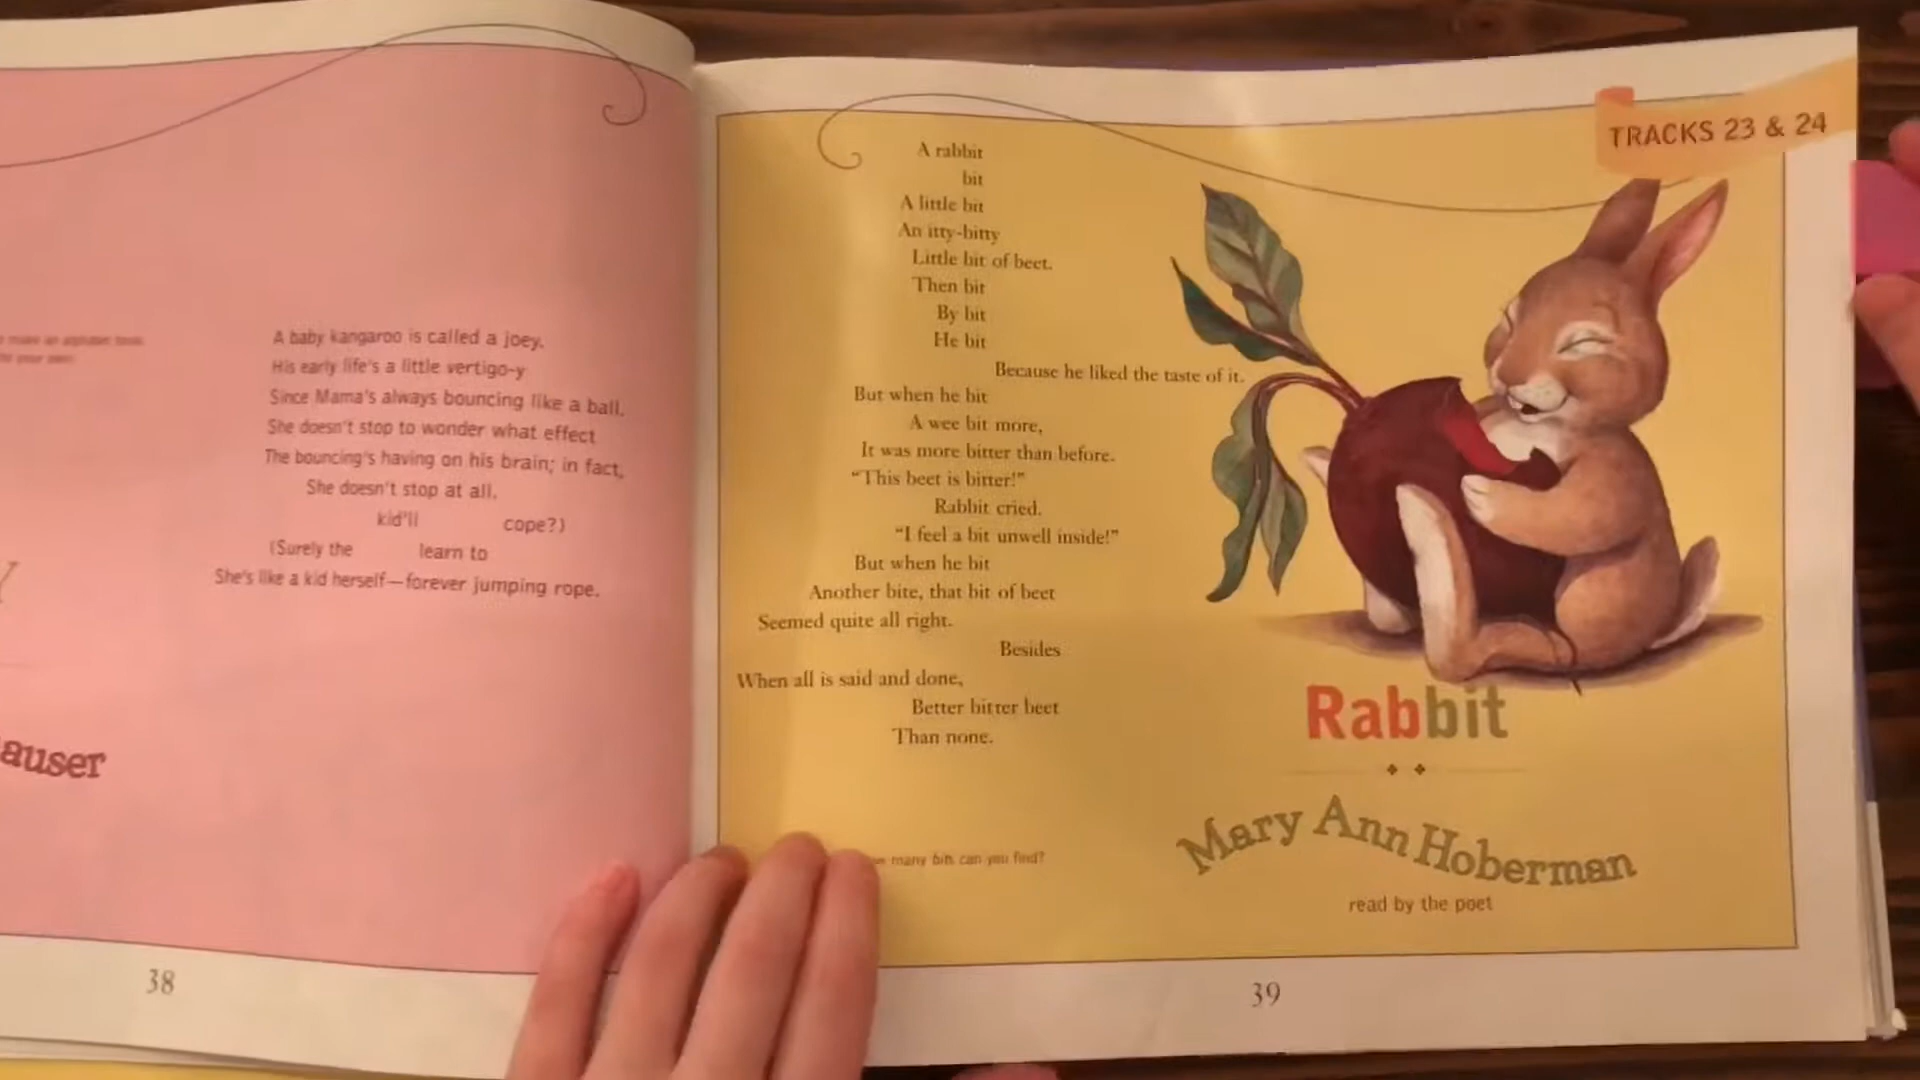 make an alphabet book
your own
A baby kangaroo is called a joey.
His early life's a little vertigo-y
Since Mama's always bouncing like a ball.
She doesn't stop to wonder what effect
The bouncing's having on his brain; in fact,
She doesn't stop at all.
kid'll cope?)
(Surely the learn to
She's like a kid herself—forever jumping rope.
auser
38
TRACKS 23 & 24
A rabbit
bit
A little bit
An itty-bitty
Little bit of beet.
Then bit
By bit
He bit
Because he liked the taste of it.
But when he bit
A wee bit more,
It was more bitter than before.
“This beet is bitter!”
Rabbit cried.
“I feel a bit unwell inside!”
But when he bit
Another bite, that bit of beet
Seemed quite all right.
Besides
When all is said and done,
Better bitter beet
Than none.
many bits can you find?
Rabbit
Mary Ann Hoberman
read by the poet
39